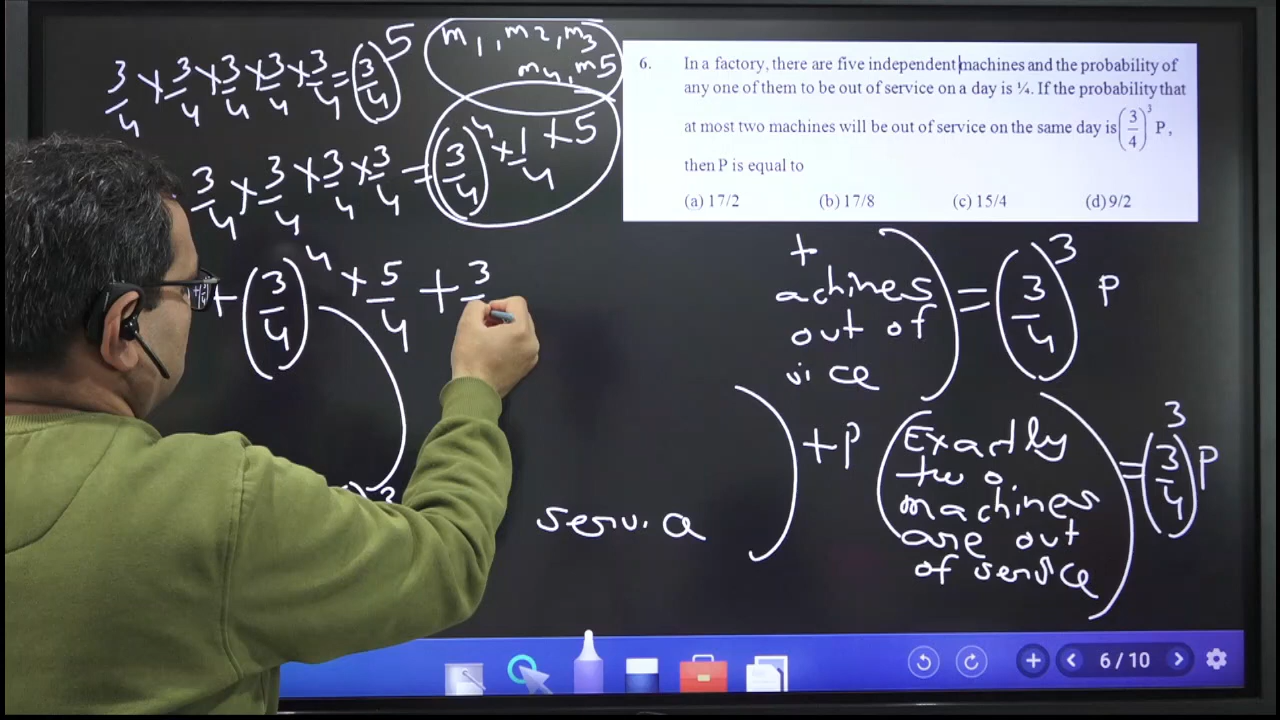 3/4 × 3/4 × 3/4 × 3/4 × 3/4 = (3/4)^5
m1, m2, m3
m4, m5
3/4 × 3/4 × 3/4 × 3/4 = (3/4)^4 × 1/4 × 5
6. In a factory, there are five independent machines and the probability of
any one of them to be out of service on a day is ¼. If the probability that
at most two machines will be out of service on the same day is (3/4)^3 P,
then P is equal to
(a) 17/2 (b) 17/8 (c) 15/4 (d) 9/2
+ (3/4)^4 × 5/4 + 3
achines
out of
vice
) = (3/4)^3 P
service
) + P (Exactly
two
machines
are out
of service) = (3/4)^3 P
6 / 10